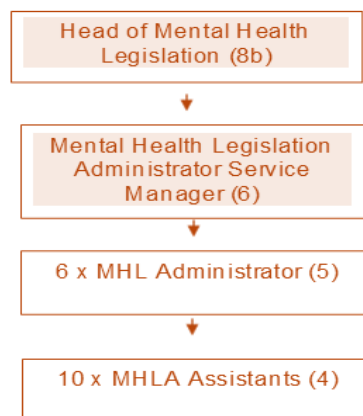 Head of Mental Health
Legislation (8b)
Mental Health Legislation
Administrator Service
Manager (6)
6 x MHL Administrator (5)
10 x MHLA Assistants (4)